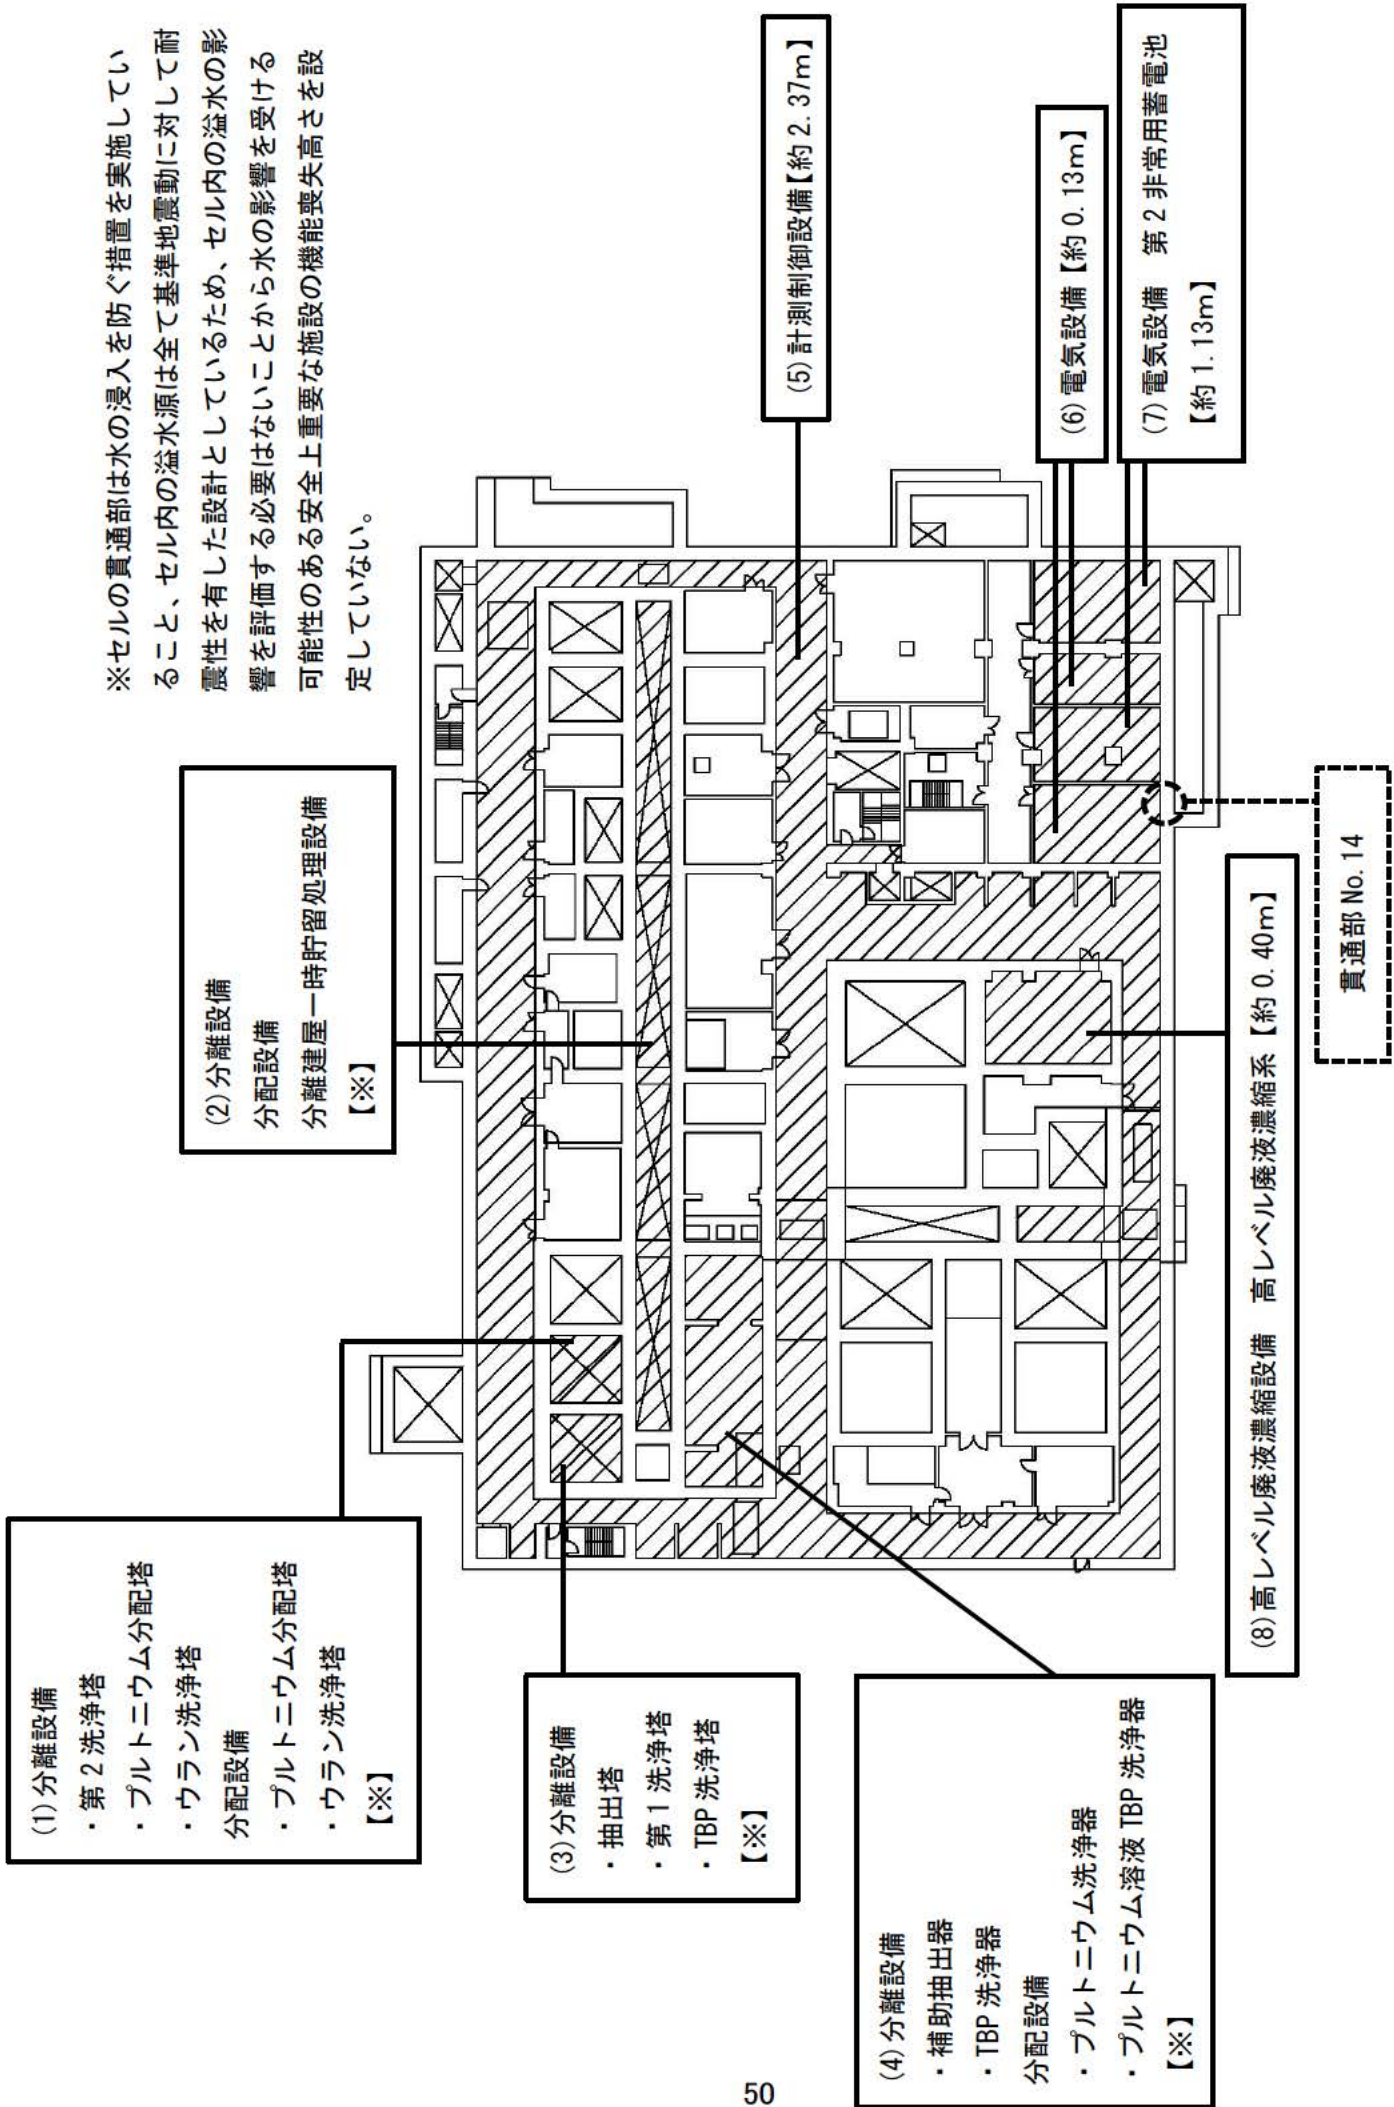 (1)分離設備
・第2洗浄塔
・プルトニウム分配塔
・ウラン洗浄塔
分配設備
・プルトニウム分配塔
・ウラン洗浄塔
【※】
(2)分離設備
分配設備
分離建屋一時貯留処理設備
【※】
※セルの貫通部は水の浸入を防ぐ措置を実施してい
ること、セル内の溢水源は全て基準地震動に対して耐
震性を有した設計としているため、セル内の溢水の影
響を評価する必要はないことから水の影響を受ける
可能性のある安全上重要な施設の機能喪失高さを設
定していない。
(3)分離設備
・抽出塔
・第1洗浄塔
・TBP洗浄塔
【※】
(4)分離設備
・補助抽出器
・TBP洗浄器
分配設備
・プルトニウム洗浄器
・プルトニウム溶液TBP洗浄器
【※】
(5)計測制御設備【約2.37m】
(6)電気設備【約0.13m】
(7)電気設備 第2非常用蓄電池
【約1.13m】
(8)高レベル廃液濃縮設備 高レベル廃液濃縮系【約0.40m】
貫通部No.14
50